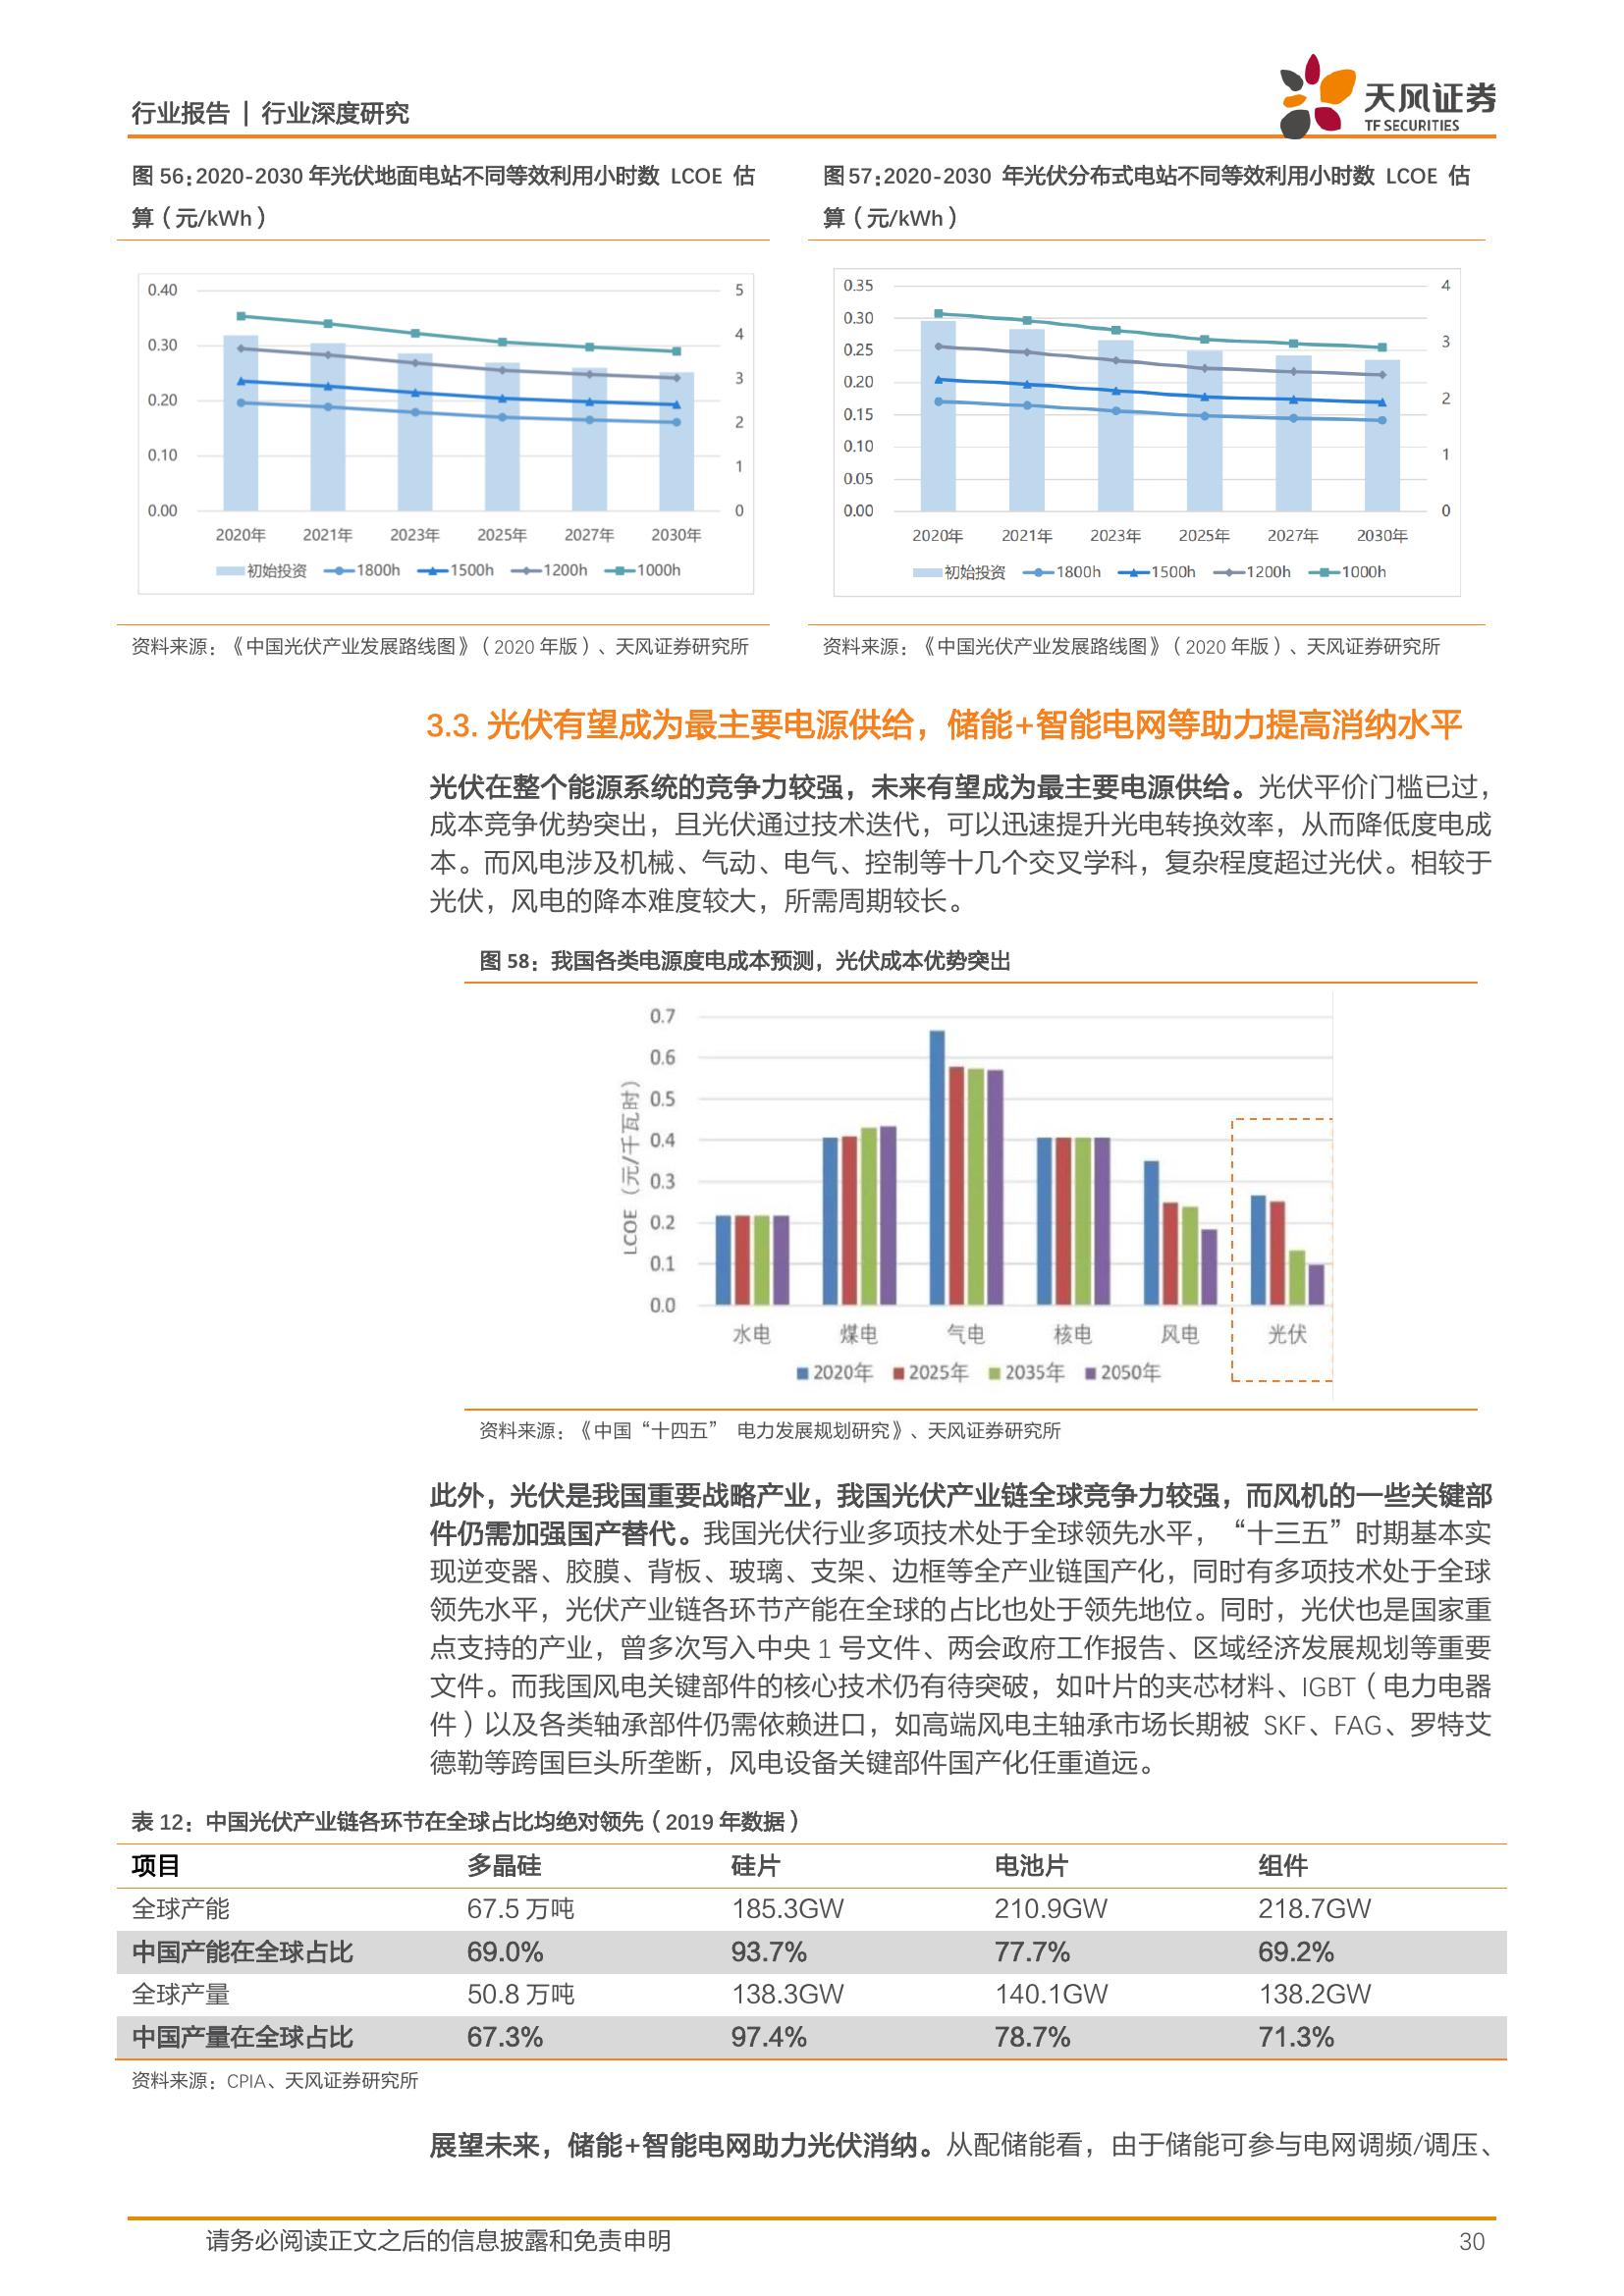 行业报告 | 行业深度研究
天风证券
TF SECURITIES
图 56：2020-2030 年光伏地面电站不同等效利用小时数 LCOE 估
算（元/kWh）
0.40
0.30
0.20
0.10
0.00
5
4
3
2
1
0
2020年 2021年 2023年 2025年 2027年 2030年
初始投资 1800h 1500h 1200h 1000h
资料来源：《中国光伏产业发展路线图》（2020 年版）、天风证券研究所
图57：2020-2030 年光伏分布式电站不同等效利用小时数 LCOE 估
算（元/kWh）
0.35
0.30
0.25
0.20
0.15
0.10
0.05
0.00
4
3
2
1
0
2020年 2021年 2023年 2025年 2027年 2030年
初始投资 1800h 1500h 1200h 1000h
资料来源：《中国光伏产业发展路线图》（2020 年版）、天风证券研究所
3.3. 光伏有望成为最主要电源供给，储能+智能电网等助力提高消纳水平
光伏在整个能源系统的竞争力较强，未来有望成为最主要电源供给。光伏平价门槛已过，
成本竞争优势突出，且光伏通过技术迭代，可以迅速提升光电转换效率，从而降低度电成
本。而风电涉及机械、气动、电气、控制等十几个交叉学科，复杂程度超过光伏。相较于
光伏，风电的降本难度较大，所需周期较长。
图 58：我国各类电源度电成本预测，光伏成本优势突出
LCOE（元/千瓦时）
0.7
0.6
0.5
0.4
0.3
0.2
0.1
0.0
水电 煤电 气电 核电 风电 光伏
2020年 2025年 2035年 2050年
资料来源：《中国“十四五” 电力发展规划研究》、天风证券研究所
此外，光伏是我国重要战略产业，我国光伏产业链全球竞争力较强，而风机的一些关键部
件仍需加强国产替代。我国光伏行业多项技术处于全球领先水平，“十三五”时期基本实
现逆变器、胶膜、背板、玻璃、支架、边框等全产业链国产化，同时有多项技术处于全球
领先水平，光伏产业链各环节产能在全球的占比也处于领先地位。同时，光伏也是国家重
点支持的产业，曾多次写入中央 1 号文件、两会政府工作报告、区域经济发展规划等重要
文件。而我国风电关键部件的核心技术仍有待突破，如叶片的夹芯材料、IGBT（电力电器
件）以及各类轴承部件仍需依赖进口，如高端风电主轴承市场长期被 SKF、FAG、罗特艾
德勒等跨国巨头所垄断，风电设备关键部件国产化任重道远。
表 12：中国光伏产业链各环节在全球占比均绝对领先（2019 年数据）
项目 多晶硅 硅片 电池片 组件
全球产能 67.5 万吨 185.3GW 210.9GW 218.7GW
中国产能在全球占比 69.0% 93.7% 77.7% 69.2%
全球产量 50.8 万吨 138.3GW 140.1GW 138.2GW
中国产量在全球占比 67.3% 97.4% 78.7% 71.3%
资料来源：CPIA、天风证券研究所
展望未来，储能+智能电网助力光伏消纳。从配储能看，由于储能可参与电网调频/调压、
请务必阅读正文之后的信息披露和免责申明
30